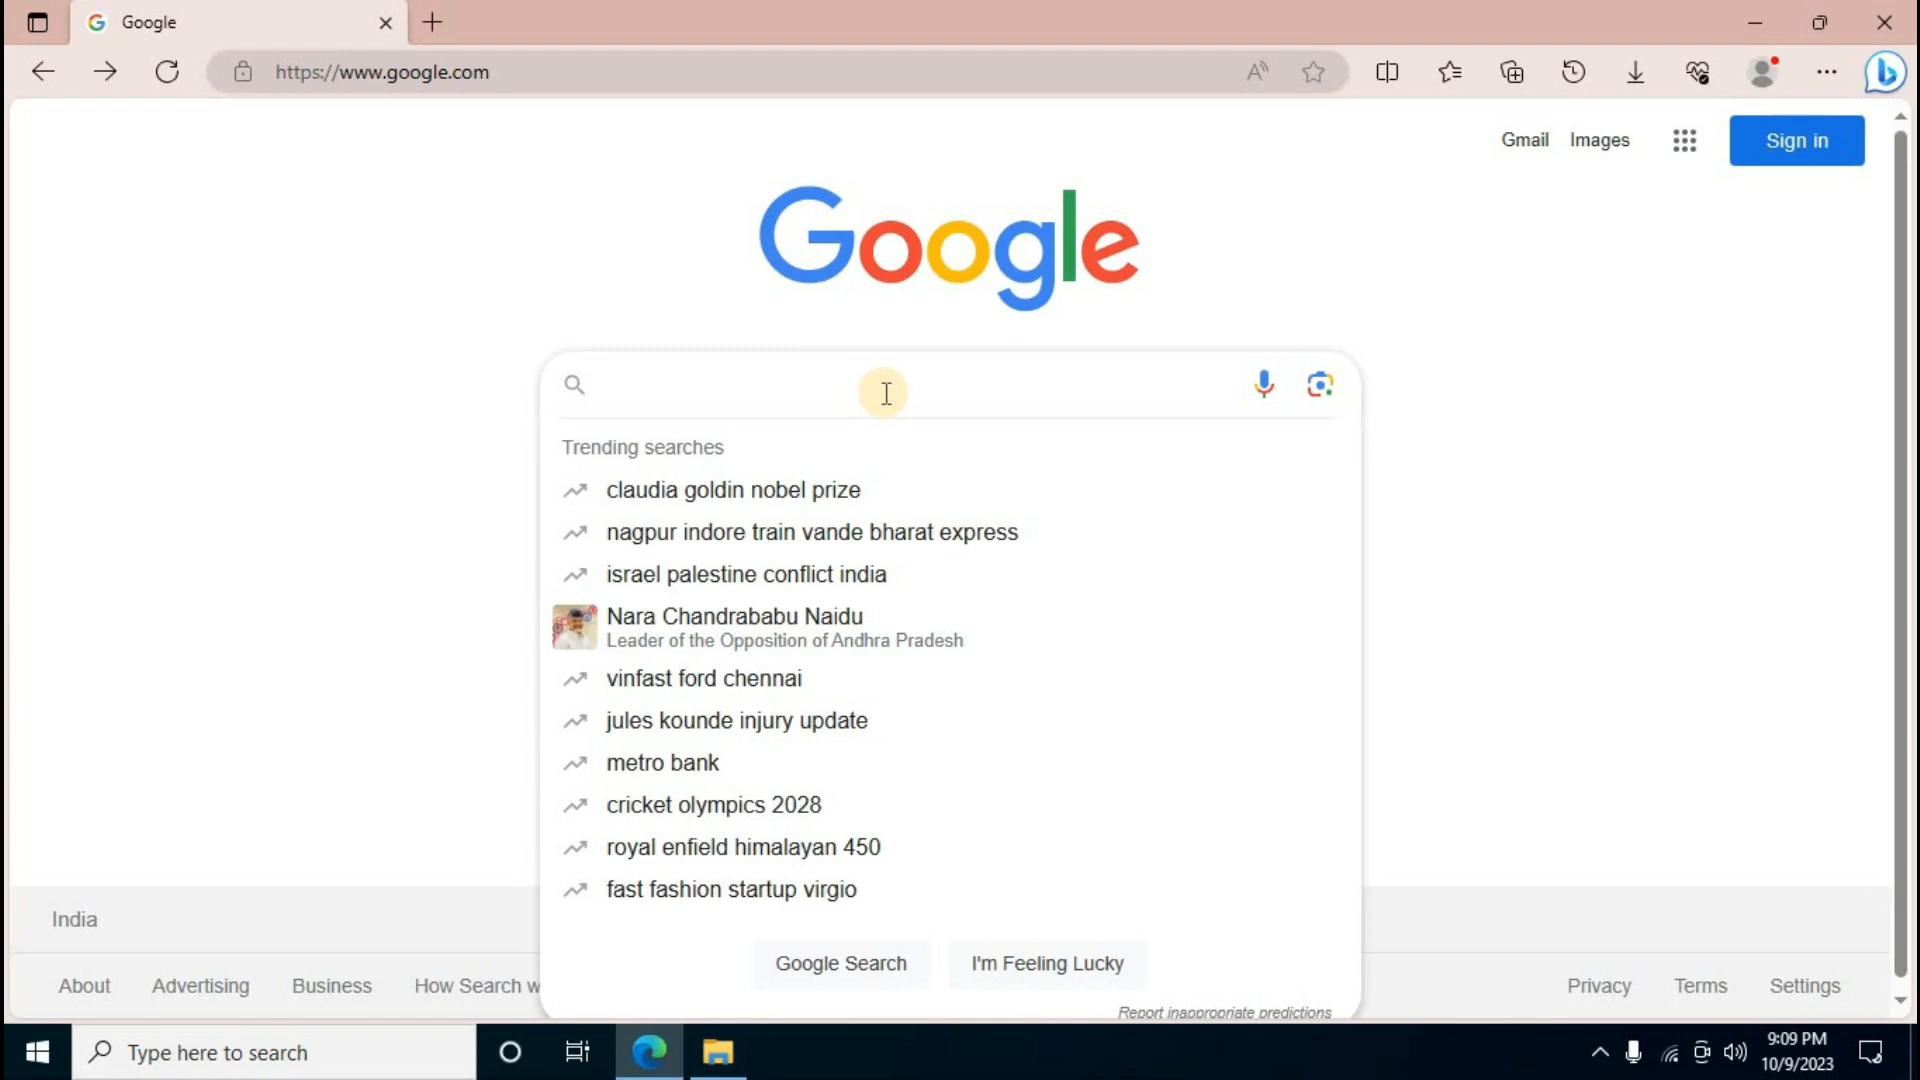 Google
https://www.google.com
Gmail Images Sign in
Google
Trending searches
claudia goldin nobel prize
nagpur indore train vande bharat express
israel palestine conflict india
Nara Chandrababu Naidu
Leader of the Opposition of Andhra Pradesh
vinfast ford chennai
jules kounde injury update
metro bank
cricket olympics 2028
royal enfield himalayan 450
fast fashion startup virgio
India
Google Search I'm Feeling Lucky
About Advertising Business How Search w Privacy Terms Settings
Report inappropriate predictions
Type here to search
9:09 PM
10/9/2023